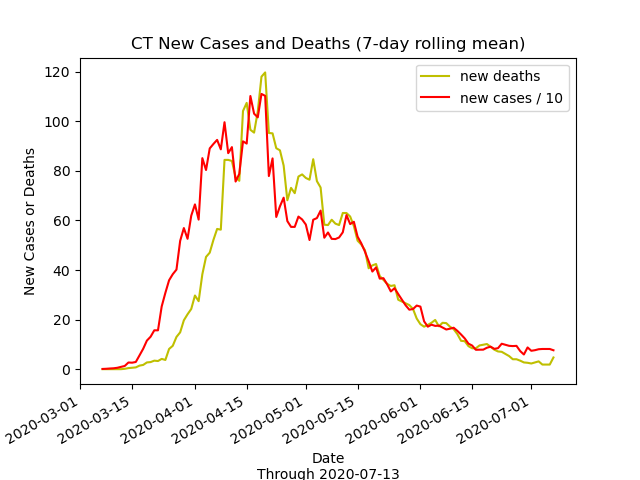 CT New Cases and Deaths (7-day rolling mean)
new deaths
new cases / 10
New Cases or Deaths
120
100
80
60
40
20
0
2020-03-01
2020-03-15
2020-04-01
2020-04-15
2020-05-01
2020-05-15
2020-06-01
2020-06-15
2020-07-01
Date
Through 2020-07-13